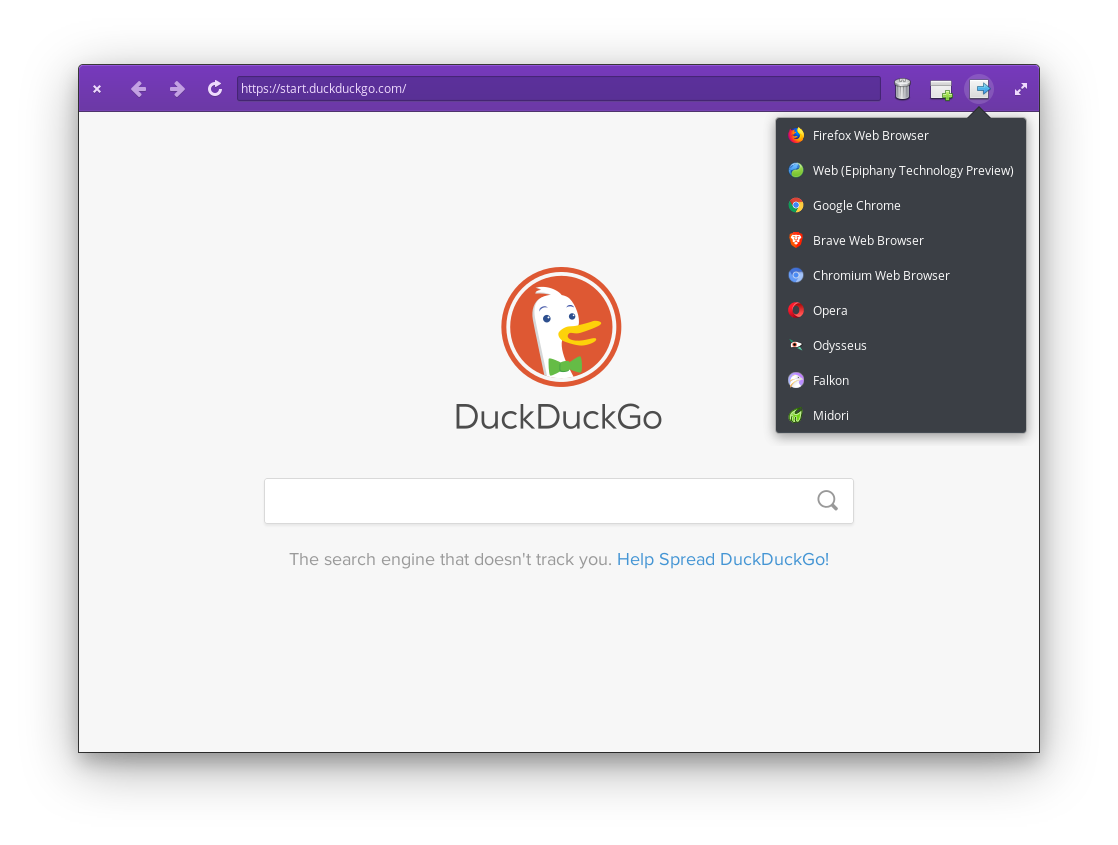 https://start.duckduckgo.com/
Firefox Web Browser
Web (Epiphany Technology Preview)
Google Chrome
Brave Web Browser
Chromium Web Browser
Opera
Odysseus
Falkon
Midori
DuckDuckGo
The search engine that doesn't track you. Help Spread DuckDuckGo!